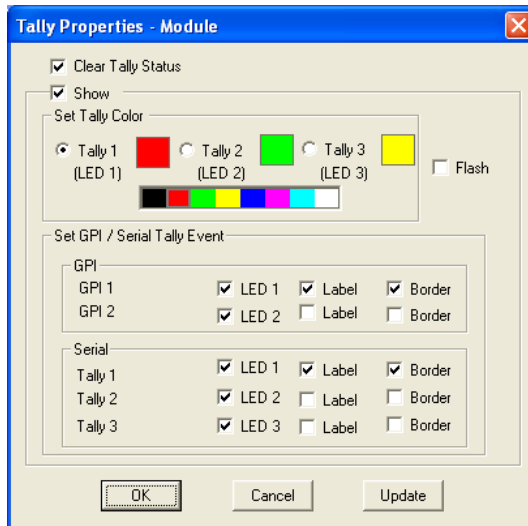 Tally Properties - Module
Clear Tally Status
Show
Set Tally Color
Tally 1 Tally 2 Tally 3
(LED 1) (LED 2) (LED 3)
Flash
Set GPI / Serial Tally Event
GPI
GPI 1 LED 1 Label Border
GPI 2 LED 2 Label Border
Serial
Tally 1 LED 1 Label Border
Tally 2 LED 2 Label Border
Tally 3 LED 3 Label Border
OK Cancel Update